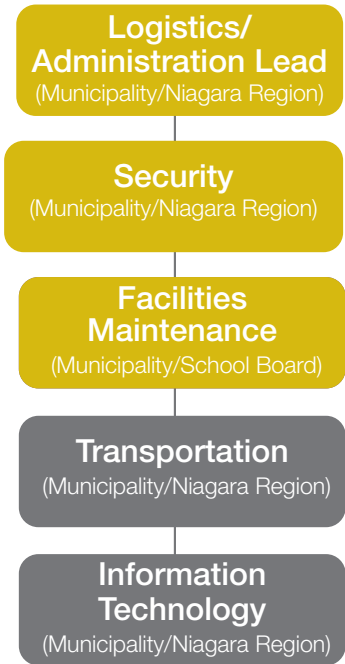 Logistics/
Administration Lead
(Municipality/Niagara Region)
Security
(Municipality/Niagara Region)
Facilities
Maintenance
(Municipality/School Board)
Transportation
(Municipality/Niagara Region)
Information
Technology
(Municipality/Niagara Region)